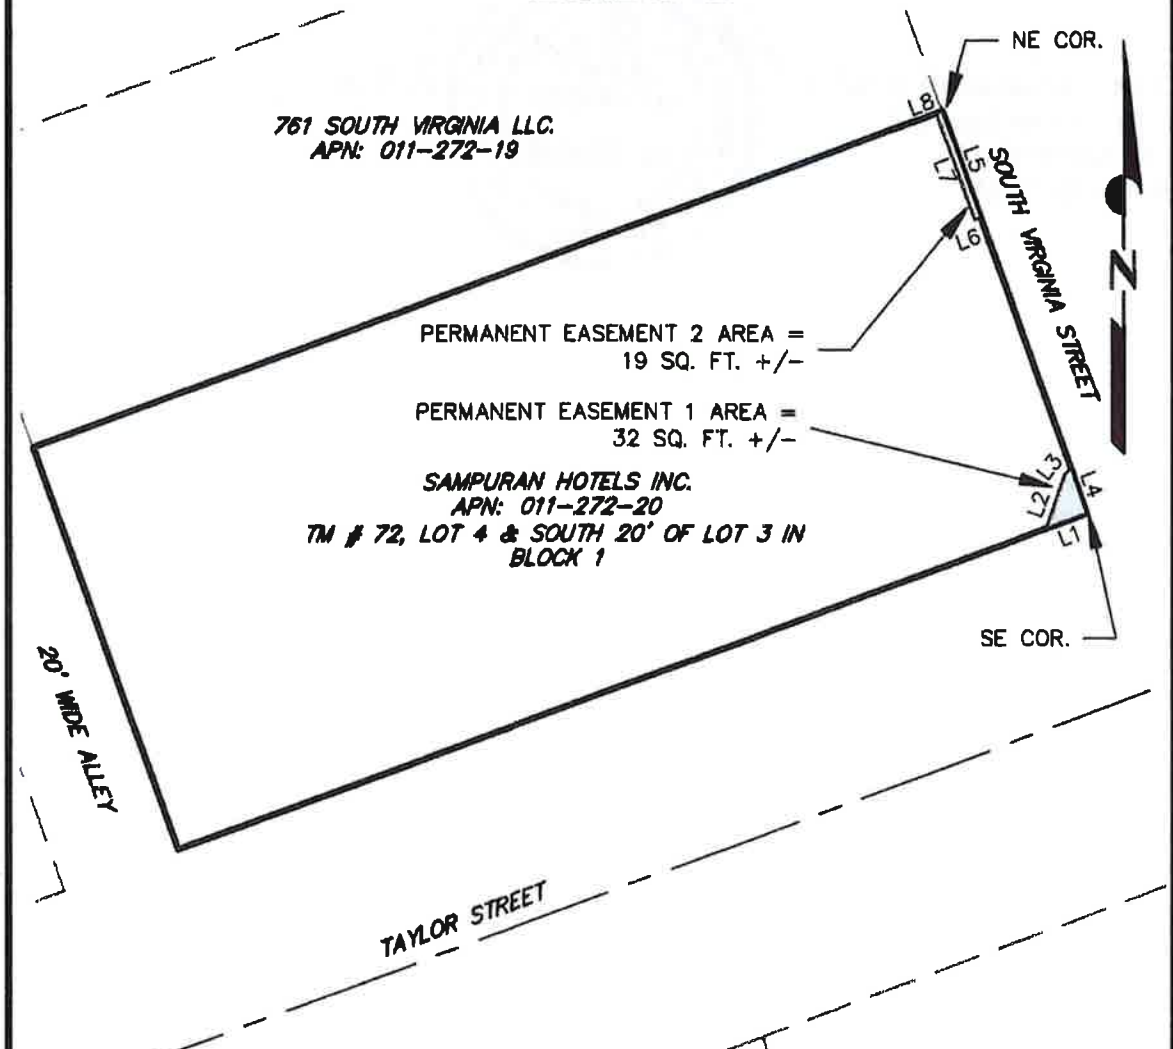 NE COR.
761 SOUTH VIRGINIA LLC.
APN: 011-272-19
L8
L5
L7
L6
SOUTH VIRGINIA STREET
N
PERMANENT EASEMENT 2 AREA =
19 SQ. FT. +/-
PERMANENT EASEMENT 1 AREA =
32 SQ. FT. +/-
SAMPURAN HOTELS INC.
APN: 011-272-20
TM # 72, LOT 4 & SOUTH 20' OF LOT 3 IN
BLOCK 1
L3
L4
L2
L1
SE COR.
20' WIDE ALLEY
TAYLOR STREET